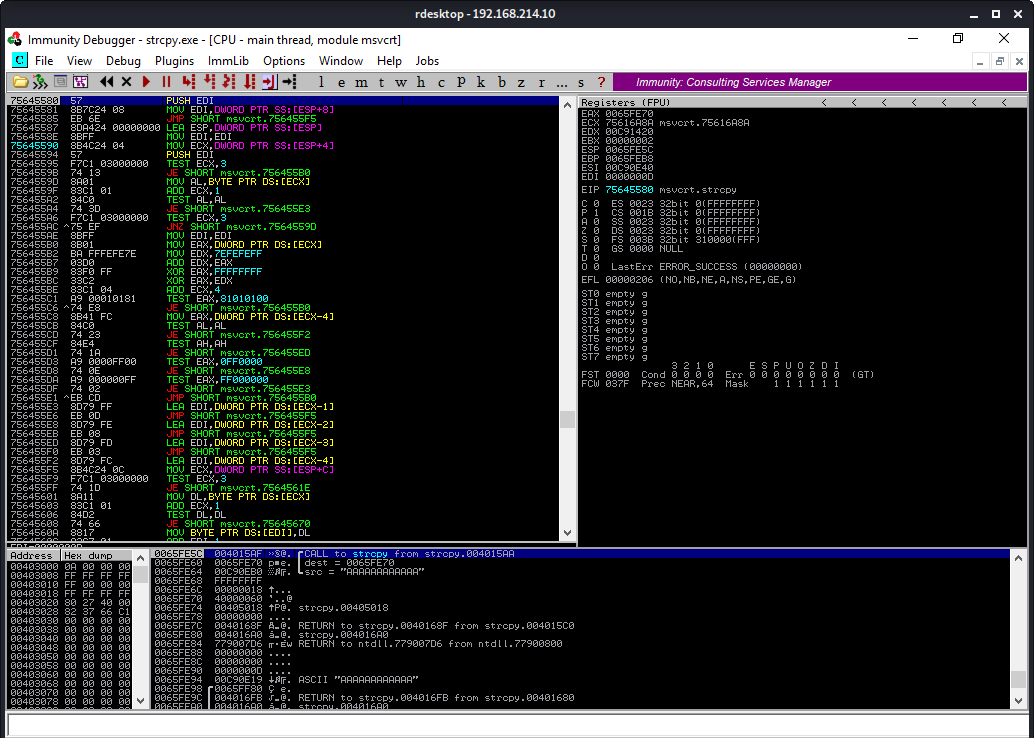 rdesktop - 192.168.214.10
Immunity Debugger - strcpy.exe - [CPU - main thread, module msvcrt]
C File View Debug Plugins ImmLib Options Window Help Jobs
l e m t w h c P k b z r ... s ? Immunity: Consulting Services Manager
75645580 57 PUSH EDI
75645581 8B7C24 08 MOV EDI,DWORD PTR SS:[ESP+8]
75645585 EB 6E JMP SHORT msvcrt.756455F5
75645587 8DA424 00000000 LEA ESP,DWORD PTR SS:[ESP]
7564558E 8BFF MOV EDI,EDI
75645590 8B4C24 04 MOV ECX,DWORD PTR SS:[ESP+4]
75645594 57 PUSH EDI
75645595 F7C1 03000000 TEST ECX,3
7564559B 74 13 JE SHORT msvcrt.756455B0
7564559D 8A01 MOV AL,BYTE PTR DS:[ECX]
7564559F 83C1 01 ADD ECX,1
756455A2 84C0 TEST AL,AL
756455A4 74 3D JE SHORT msvcrt.756455E3
756455A6 F7C1 03000000 TEST ECX,3
756455AC ^75 EF JNZ SHORT msvcrt.7564559D
756455AE 8BFF MOV EDI,EDI
756455B0 8B01 MOV EAX,DWORD PTR DS:[ECX]
756455B2 BA FFFEFE7E MOV EDX,7EFEFEFF
756455B7 03D0 ADD EDX,EAX
756455B9 83F0 FF XOR EAX,FFFFFFFF
756455BC 33C2 XOR EAX,EDX
756455BE 83C1 04 ADD ECX,4
756455C1 A9 00010181 TEST EAX,81010100
756455C6 ^74 E8 JE SHORT msvcrt.756455B0
756455C8 8B41 FC MOV EAX,DWORD PTR DS:[ECX-4]
756455CB 84C0 TEST AL,AL
756455CD 74 23 JE SHORT msvcrt.756455F2
756455CF 84E4 TEST AH,AH
756455D1 74 1A JE SHORT msvcrt.756455ED
756455D3 A9 0000FF00 TEST EAX,0FF0000
756455D8 74 0E JE SHORT msvcrt.756455E8
756455DA A9 000000FF TEST EAX,FF000000
756455DF 74 02 JE SHORT msvcrt.756455E3
756455E1 ^EB CD JMP SHORT msvcrt.756455B0
756455E3 8D79 FF LEA EDI,DWORD PTR DS:[ECX-1]
756455E6 EB 0D JMP SHORT msvcrt.756455F5
756455E8 8D79 FE LEA EDI,DWORD PTR DS:[ECX-2]
756455EB EB 08 JMP SHORT msvcrt.756455F5
756455ED 8D79 FD LEA EDI,DWORD PTR DS:[ECX-3]
756455F0 EB 03 JMP SHORT msvcrt.756455F5
756455F2 8D79 FC LEA EDI,DWORD PTR DS:[ECX-4]
756455F5 8B4C24 0C MOV ECX,DWORD PTR SS:[ESP+C]
756455F9 F7C1 03000000 TEST ECX,3
756455FF 74 1D JE SHORT msvcrt.7564561E
75645601 8A11 MOV DL,BYTE PTR DS:[ECX]
75645603 83C1 01 ADD ECX,1
75645606 84D2 TEST DL,DL
75645608 74 66 JE SHORT msvcrt.75645670
7564560A 8817 MOV BYTE PTR DS:[EDI],DL
Registers (FPU) < < < < < < <
EAX 0065FE70
ECX 75616A8A msvcrt.75616A8A
EDX 00C91420
EBX 00000002
ESP 0065FE5C
EBP 0065FEB8
ESI 00C90E40
EDI 0000000D
EIP 75645580 msvcrt.strcpy
C 0 ES 0023 32bit 0(FFFFFFFF)
P 1 CS 001B 32bit 0(FFFFFFFF)
A 0 SS 0023 32bit 0(FFFFFFFF)
Z 0 DS 0023 32bit 0(FFFFFFFF)
S 0 FS 003B 32bit 310000(FFF)
T 0 GS 0000 NULL
D 0
O 0 LastErr ERROR_SUCCESS (00000000)
EFL 00000206 (NO,NB,NE,A,NS,PE,GE,G)
ST0 empty g
ST1 empty g
ST2 empty g
ST3 empty g
ST4 empty g
ST5 empty g
ST6 empty g
ST7 empty g
3 2 1 0 E S P U O Z D I
FST 0000 Cond 0 0 0 0 Err 0 0 0 0 0 0 0 0 (GT)
FCW 037F Prec NEAR,64 Mask 1 1 1 1 1 1
Address Hex dump
00403000 0A 00 00 00
00403008 FF FF FF FF
00403010 FF 00 00 00
00403018 FF FF FF FF
00403020 80 27 40 00
00403028 82 37 66 C1
00403030 00 00 00 00
00403038 00 00 00 00
00403040 00 00 00 00
00403048 00 00 00 00
00403050 00 00 00 00
00403058 00 00 00 00
00403060 00 00 00 00
00403068 00 00 00 00
00403070 00 00 00 00
00403078 00 00 00 00
0065FE5C 004015AF CALL to strcpy from strcpy.004015AA
0065FE60 0065FE70 dest = 0065FE70
0065FE64 00C90EB0 src = "AAAAAAAAAAAA"
0065FE68 FFFFFFFF
0065FE6C 00000018
0065FE70 40000060
0065FE74 00405018 strcpy.00405018
0065FE78 00000000
0065FE7C 0040168F RETURN to strcpy.0040168F from strcpy.004015C0
0065FE80 004016A0 strcpy.004016A0
0065FE84 779007D6 RETURN to ntdll.779007D6 from ntdll.77900800
0065FE88 00000000
0065FE8C 00000000
0065FE90 0000000D
0065FE94 00C90E19 ASCII "AAAAAAAAAAAA"
0065FE98 0065FF80
0065FE9C 004016FB RETURN to strcpy.004016FB from strcpy.00401680
0065FEA0 004016A0 strcpy.004016A0